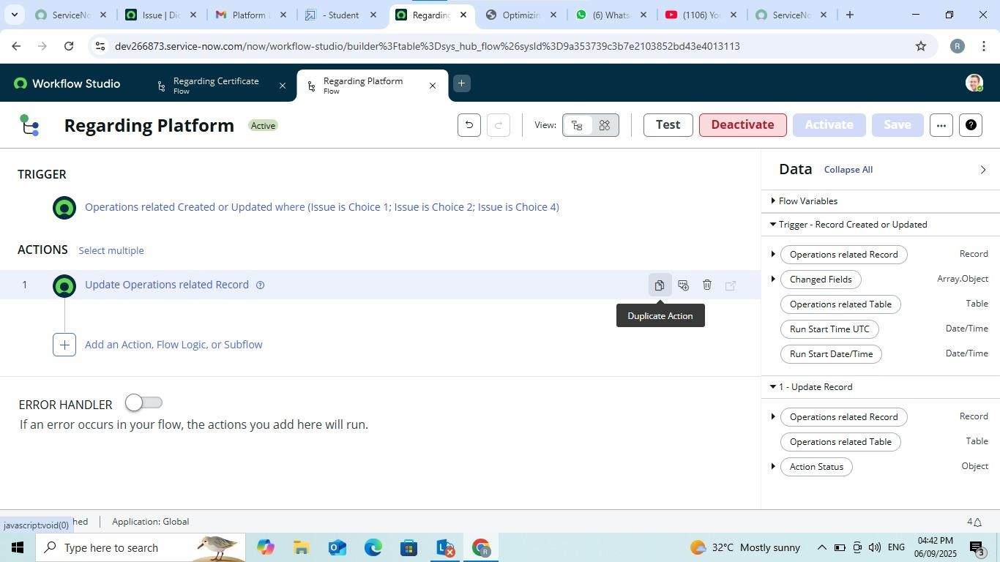 ServiceNo
Issue | Dic
Platform L
- Student
Regarding
Optimizin
(6) Whats
(1106) Yo
ServiceNo
dev266873.service-now.com/now/workflow-studio/builder%3Ftable%3Dsys_hub_flow%26sysId%3D9a353739c3b7e2103852bd43e4013113
R
Workflow Studio
Regarding Certificate
Flow
Regarding Platform
Flow
Regarding Platform
Active
View:
Test
Deactivate
Activate
Save
TRIGGER
Operations related Created or Updated where (Issue is Choice 1; Issue is Choice 2; Issue is Choice 4)
ACTIONS
Select multiple
1
Update Operations related Record
Duplicate Action
Add an Action, Flow Logic, or Subflow
ERROR HANDLER
If an error occurs in your flow, the actions you add here will run.
Data
Collapse All
Flow Variables
Trigger - Record Created or Updated
Operations related Record
Record
Changed Fields
Array.Object
Operations related Table
Table
Run Start Time UTC
Date/Time
Run Start Date/Time
Date/Time
1 - Update Record
Operations related Record
Record
Operations related Table
Table
Action Status
Object
javascript:void(0)
hed
Application: Global
4
Type here to search
32°C Mostly sunny
ENG
04:42 PM
06/09/2025
3